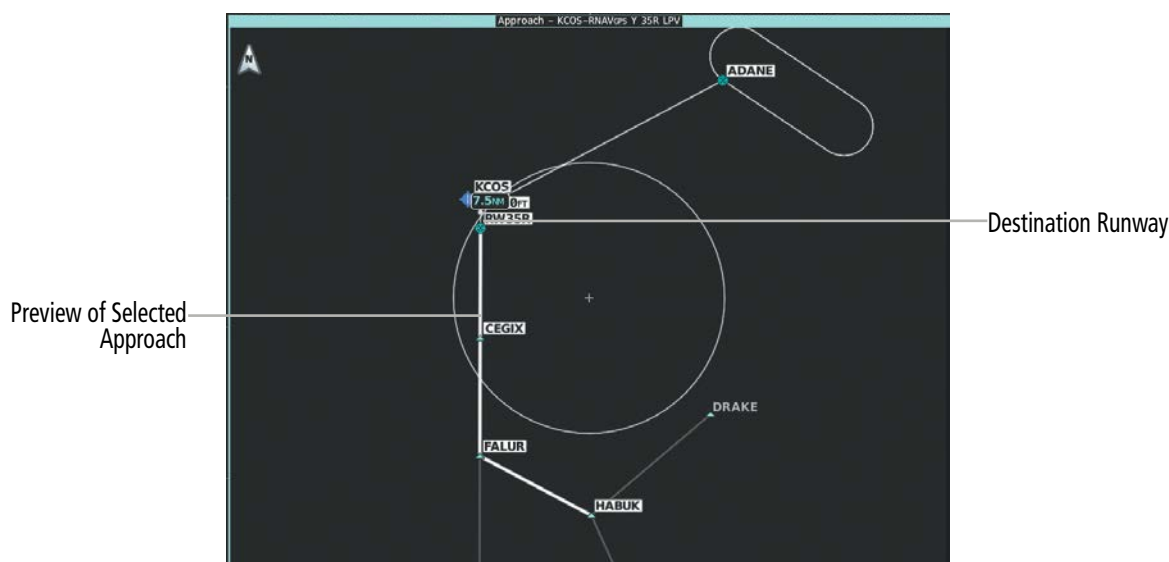 Approach – KCOS–RNAVGPS Y 35R LPV
N
ADANE
KCOS
7.5NM 0FT
RW35R
Destination Runway
Preview of Selected
Approach
CEGIX
DRAKE
FALUR
HABUK